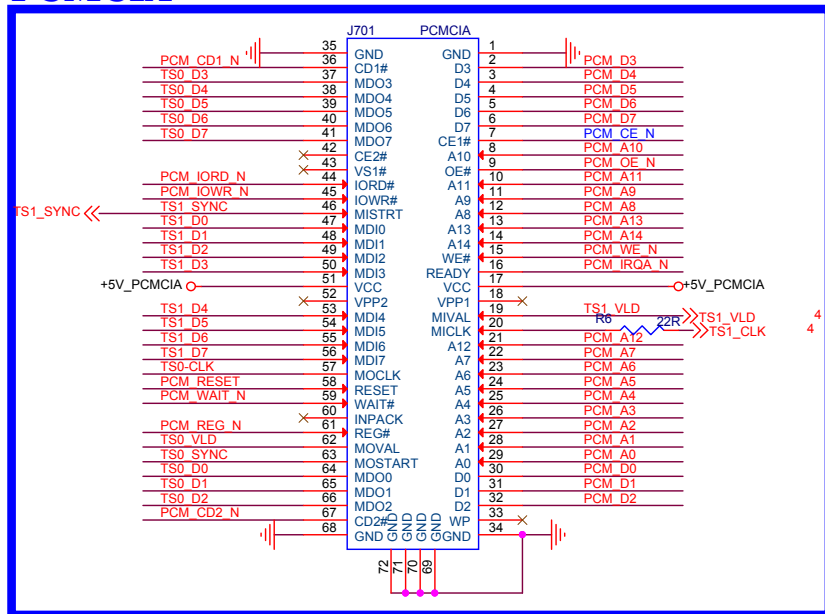 J701 PCMCIA
35 GND GND 1
PCM_CD1_N 36 CD1# D3 2 PCM_D3
TS0_D3 37 MDO3 D4 3 PCM_D4
TS0_D4 38 MDO4 D5 4 PCM_D5
TS0_D5 39 MDO5 D6 5 PCM_D6
TS0_D6 40 MDO6 D7 6 PCM_D7
TS0_D7 41 MDO7 CE1# 7 PCM_CE_N
42 CE2# A10 8 PCM_A10
43 VS1# OE# 9 PCM_OE_N
PCM_IORD_N 44 IORD# A11 10 PCM_A11
PCM_IOWR_N 45 IOWR# A9 11 PCM_A9
TS1_SYNC TS1_SYNC 46 MISTRT A8 12 PCM_A8
TS1_D0 47 MDI0 A13 13 PCM_A13
TS1_D1 48 MDI1 A14 14 PCM_A14
TS1_D2 49 MDI2 WE# 15 PCM_WE_N
TS1_D3 50 MDI3 READY 16 PCM_IRQA_N
+5V_PCMCIA 51 VCC VCC 17 +5V_PCMCIA
52 VPP2 VPP1 18
TS1_D4 53 MDI4 MIVAL 19 TS1_VLD TS1_VLD 4
TS1_D5 54 MDI5 MICLK 20 R6 22R TS1_CLK 4
TS1_D6 55 MDI6 A12 21 PCM_A12
TS1_D7 56 MDI7 A7 22 PCM_A7
TS0-CLK 57 MOCLK A6 23 PCM_A6
PCM_RESET 58 RESET A5 24 PCM_A5
PCM_WAIT_N 59 WAIT# A4 25 PCM_A4
60 INPACK A3 26 PCM_A3
PCM_REG_N 61 REG# A2 27 PCM_A2
TS0_VLD 62 MOVAL A1 28 PCM_A1
TS0_SYNC 63 MOSTART A0 29 PCM_A0
TS0_D0 64 MDO0 D0 30 PCM_D0
TS0_D1 65 MDO1 D1 31 PCM_D1
TS0_D2 66 MDO2 D2 32 PCM_D2
PCM_CD2_N 67 CD2# WP 33
68 GND GND 34
GND GND GND GND
72 71 70 69